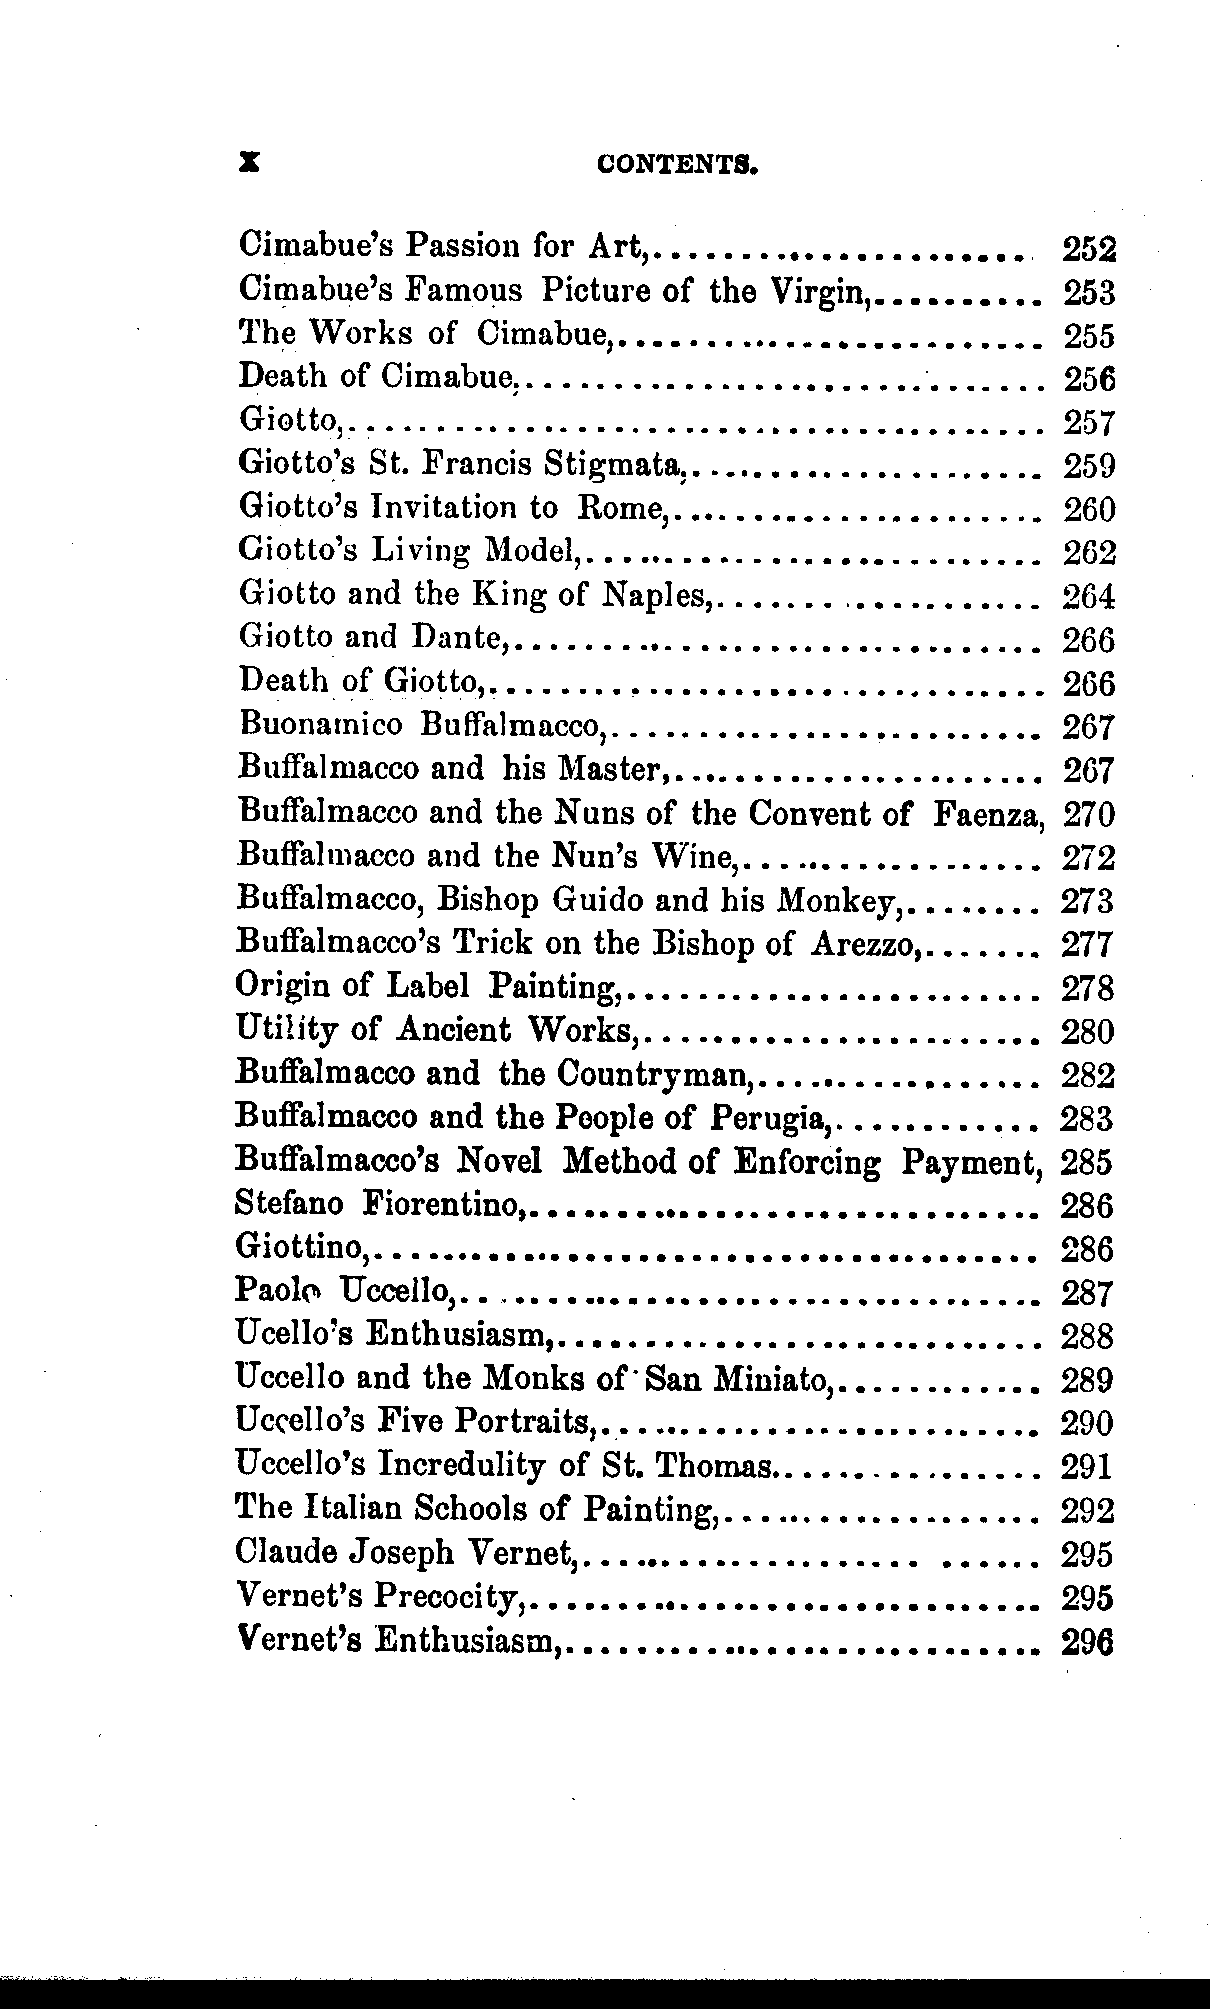 X CONTENTS.
Cimabue's Passion for Art,....................... 252
Cimabue's Famous Picture of the Virgin,.......... 253
The Works of Cimabue,......................... 255
Death of Cimabue,............................. 256
Giotto,........................................ 257
Giotto's St. Francis Stigmata,..................... 259
Giotto's Invitation to Rome,...................... 260
Giotto's Living Model,........................... 262
Giotto and the King of Naples,................... 264
Giotto and Dante,............................... 266
Death of Giotto,................................ 266
Buonamico Buffalmacco,......................... 267
Buffalmacco and his Master,...................... 267
Buffalmacco and the Nuns of the Convent of Faenza, 270
Buffalmacco and the Nun's Wine,.................. 272
Buffalmacco, Bishop Guido and his Monkey,........ 273
Buffalmacco's Trick on the Bishop of Arezzo,....... 277
Origin of Label Painting,........................ 278
Utility of Ancient Works,....................... 280
Buffalmacco and the Countryman,................. 282
Buffalmacco and the People of Perugia,............ 283
Buffalmacco's Novel Method of Enforcing Payment, 285
Stefano Fiorentino,.............................. 286
Giottino,....................................... 286
Paolo Uccello,.................................. 287
Ucello's Enthusiasm,............................ 288
Uccello and the Monks of San Miniato,............ 289
Uccello's Five Portraits,.......................... 290
Uccello's Incredulity of St. Thomas................ 291
The Italian Schools of Painting,................... 292
Claude Joseph Vernet,.................... ...... 295
Vernet's Precocity,.............................. 295
Vernet's Enthusiasm,............................ 296